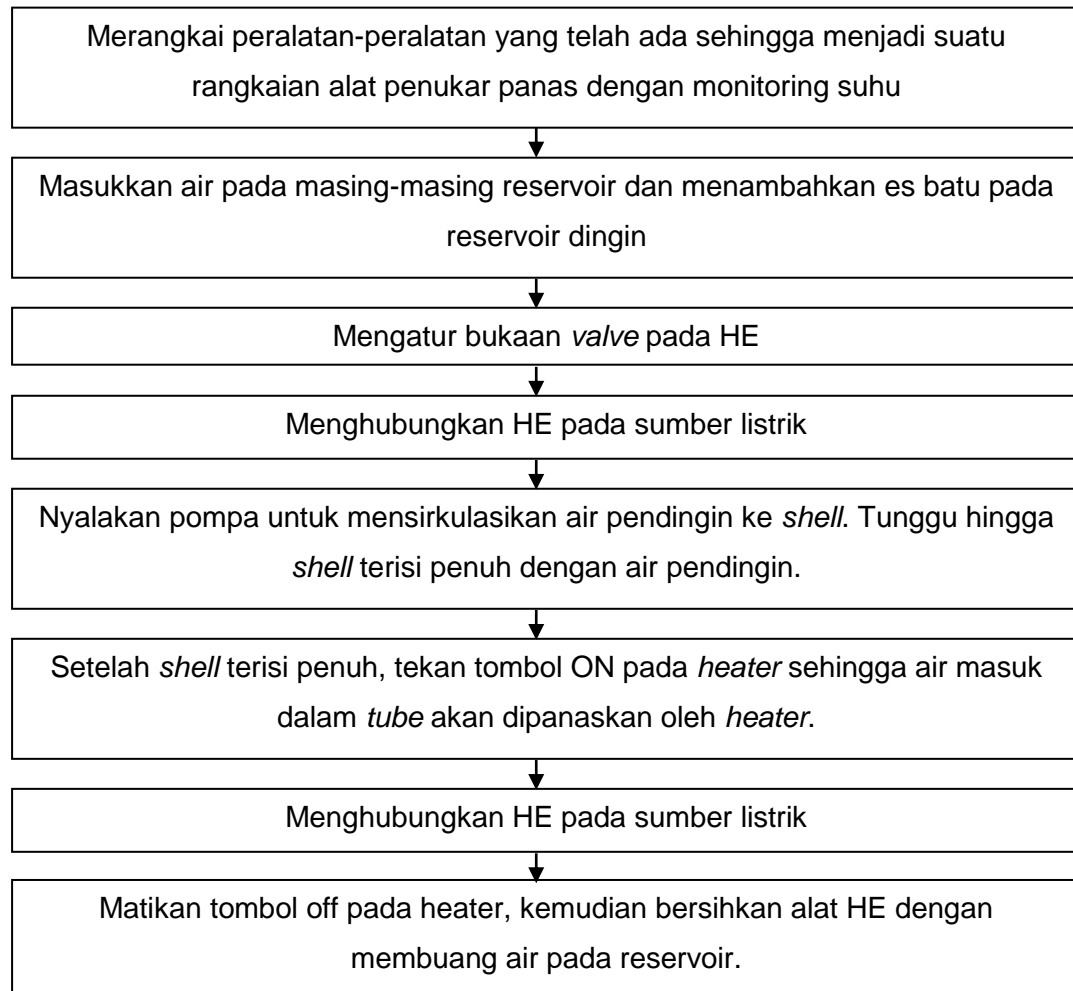 Merangkai peralatan-peralatan yang telah ada sehingga menjadi suatu
rangkaian alat penukar panas dengan monitoring suhu
Masukkan air pada masing-masing reservoir dan menambahkan es batu pada
reservoir dingin
Mengatur bukaan valve pada HE
Menghubungkan HE pada sumber listrik
Nyalakan pompa untuk mensirkulasikan air pendingin ke shell. Tunggu hingga
shell terisi penuh dengan air pendingin.
Setelah shell terisi penuh, tekan tombol ON pada heater sehingga air masuk
dalam tube akan dipanaskan oleh heater.
Menghubungkan HE pada sumber listrik
Matikan tombol off pada heater, kemudian bersihkan alat HE dengan
membuang air pada reservoir.